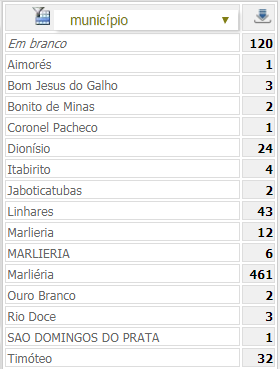 município
Em branco 120
Aimorés 1
Bom Jesus do Galho 3
Bonito de Minas 2
Coronel Pacheco 1
Dionísio 24
Itabirito 4
Jaboticatubas 2
Linhares 43
Marlieria 12
MARLIERIA 6
Marliéria 461
Ouro Branco 2
Rio Doce 3
SAO DOMINGOS DO PRATA 1
Timóteo 32